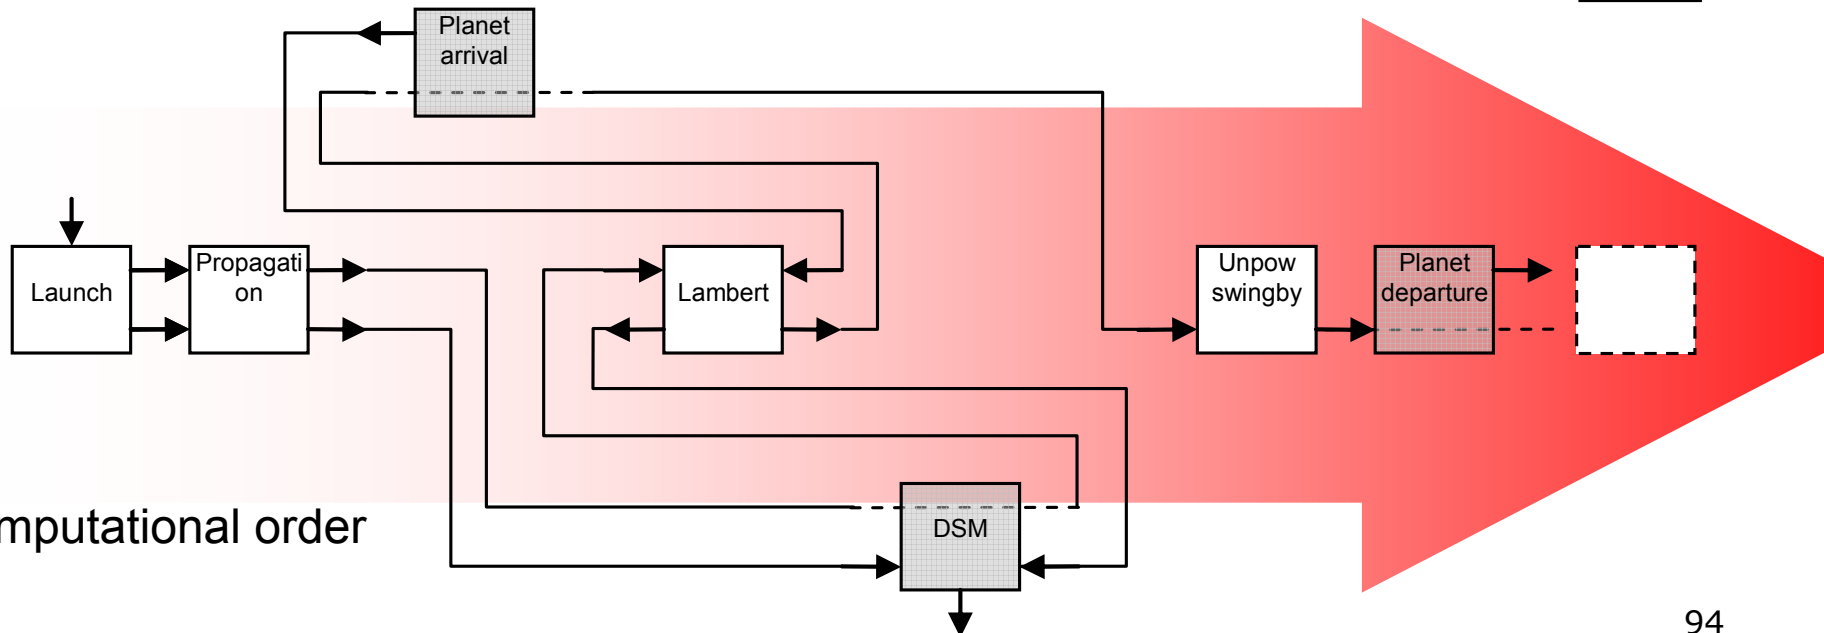 Planet
arrival
Launch
Propagati
on
Lambert
Unpow
swingby
Planet
departure
DSM
mputational order
94